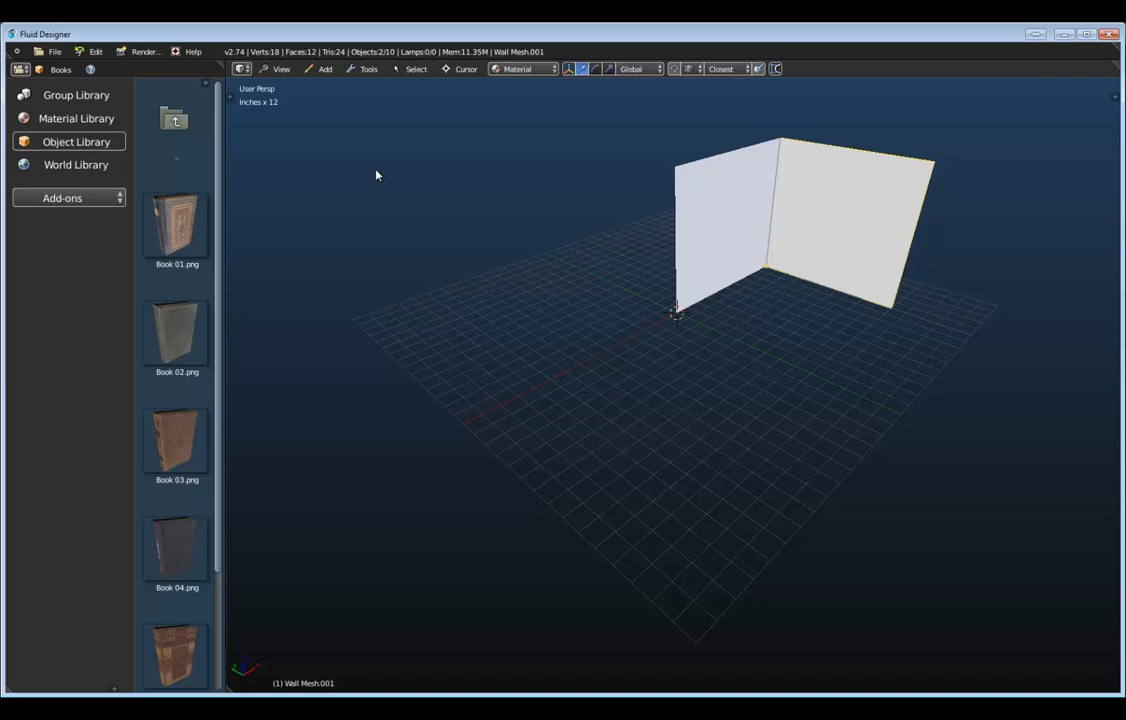 Fluid Designer
File Edit Render... Help v2.74 | Verts:18 | Faces:12 | Tris:24 | Objects:2/10 | Lamps:0/0 | Mem:11.35M | Wall Mesh.001
Books View Add Tools Select Cursor Material Global Closest
User Persp
Inches x 12
Group Library
Material Library
Object Library
World Library
Add-ons
..
Book 01.png
Book 02.png
Book 03.png
Book 04.png
(1) Wall Mesh.001